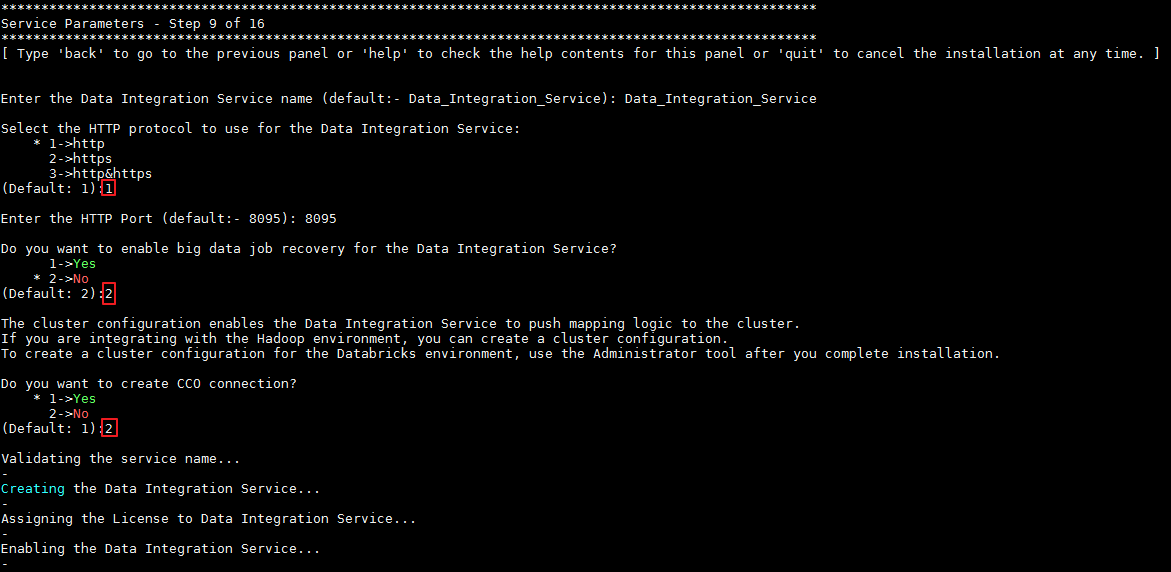 ******************************************************************************************************
Service Parameters - Step 9 of 16
******************************************************************************************************
[ Type 'back' to go to the previous panel or 'help' to check the help contents for this panel or 'quit' to cancel the installation at any time. ]
Enter the Data Integration Service name (default:- Data_Integration_Service): Data_Integration_Service
Select the HTTP protocol to use for the Data Integration Service:
* 1->http
2->https
3->http&https
(Default: 1):1
Enter the HTTP Port (default:- 8095): 8095
Do you want to enable big data job recovery for the Data Integration Service?
1->Yes
* 2->No
(Default: 2):2
The cluster configuration enables the Data Integration Service to push mapping logic to the cluster.
If you are integrating with the Hadoop environment, you can create a cluster configuration.
To create a cluster configuration for the Databricks environment, use the Administrator tool after you complete installation.
Do you want to create CCO connection?
* 1->Yes
2->No
(Default: 1):2
Validating the service name...
-
Creating the Data Integration Service...
-
Assigning the License to Data Integration Service...
-
Enabling the Data Integration Service...
-